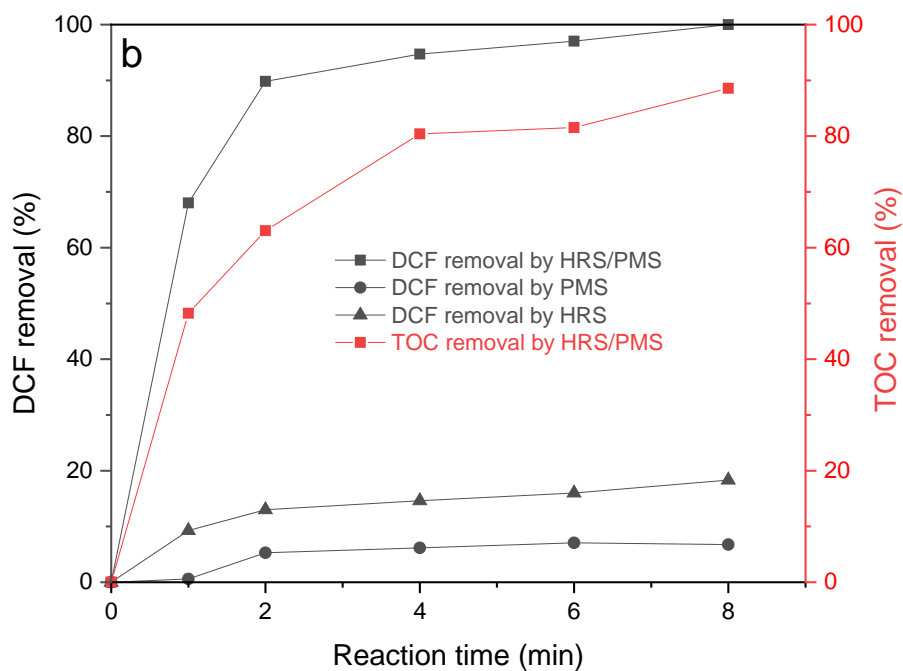 b
100
80
60
40
20
0
DCF removal (%)
100
80
60
40
20
0
TOC removal (%)
DCF removal by HRS/PMS
DCF removal by PMS
DCF removal by HRS
TOC removal by HRS/PMS
0 2 4 6 8
Reaction time (min)